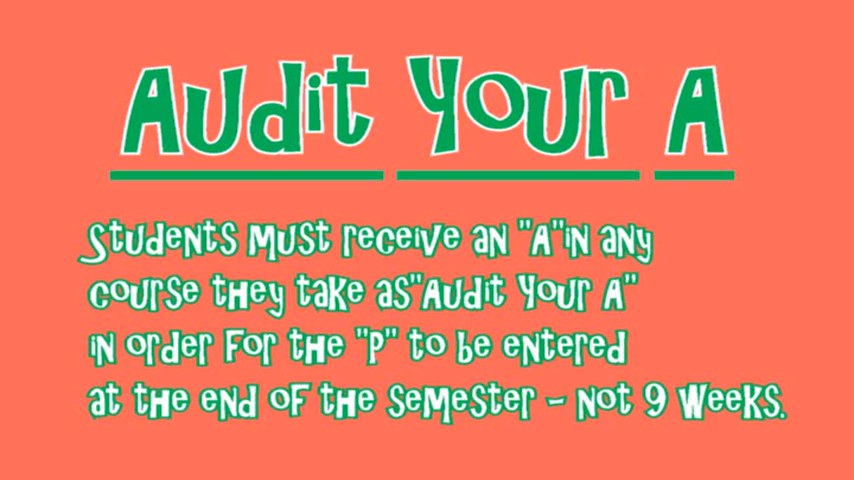 Audit Your A
Students must receive an "A"in any
course they take as"Audit Your A"
in order for the "P" to be entered
at the end of the semester - not 9 weeks.